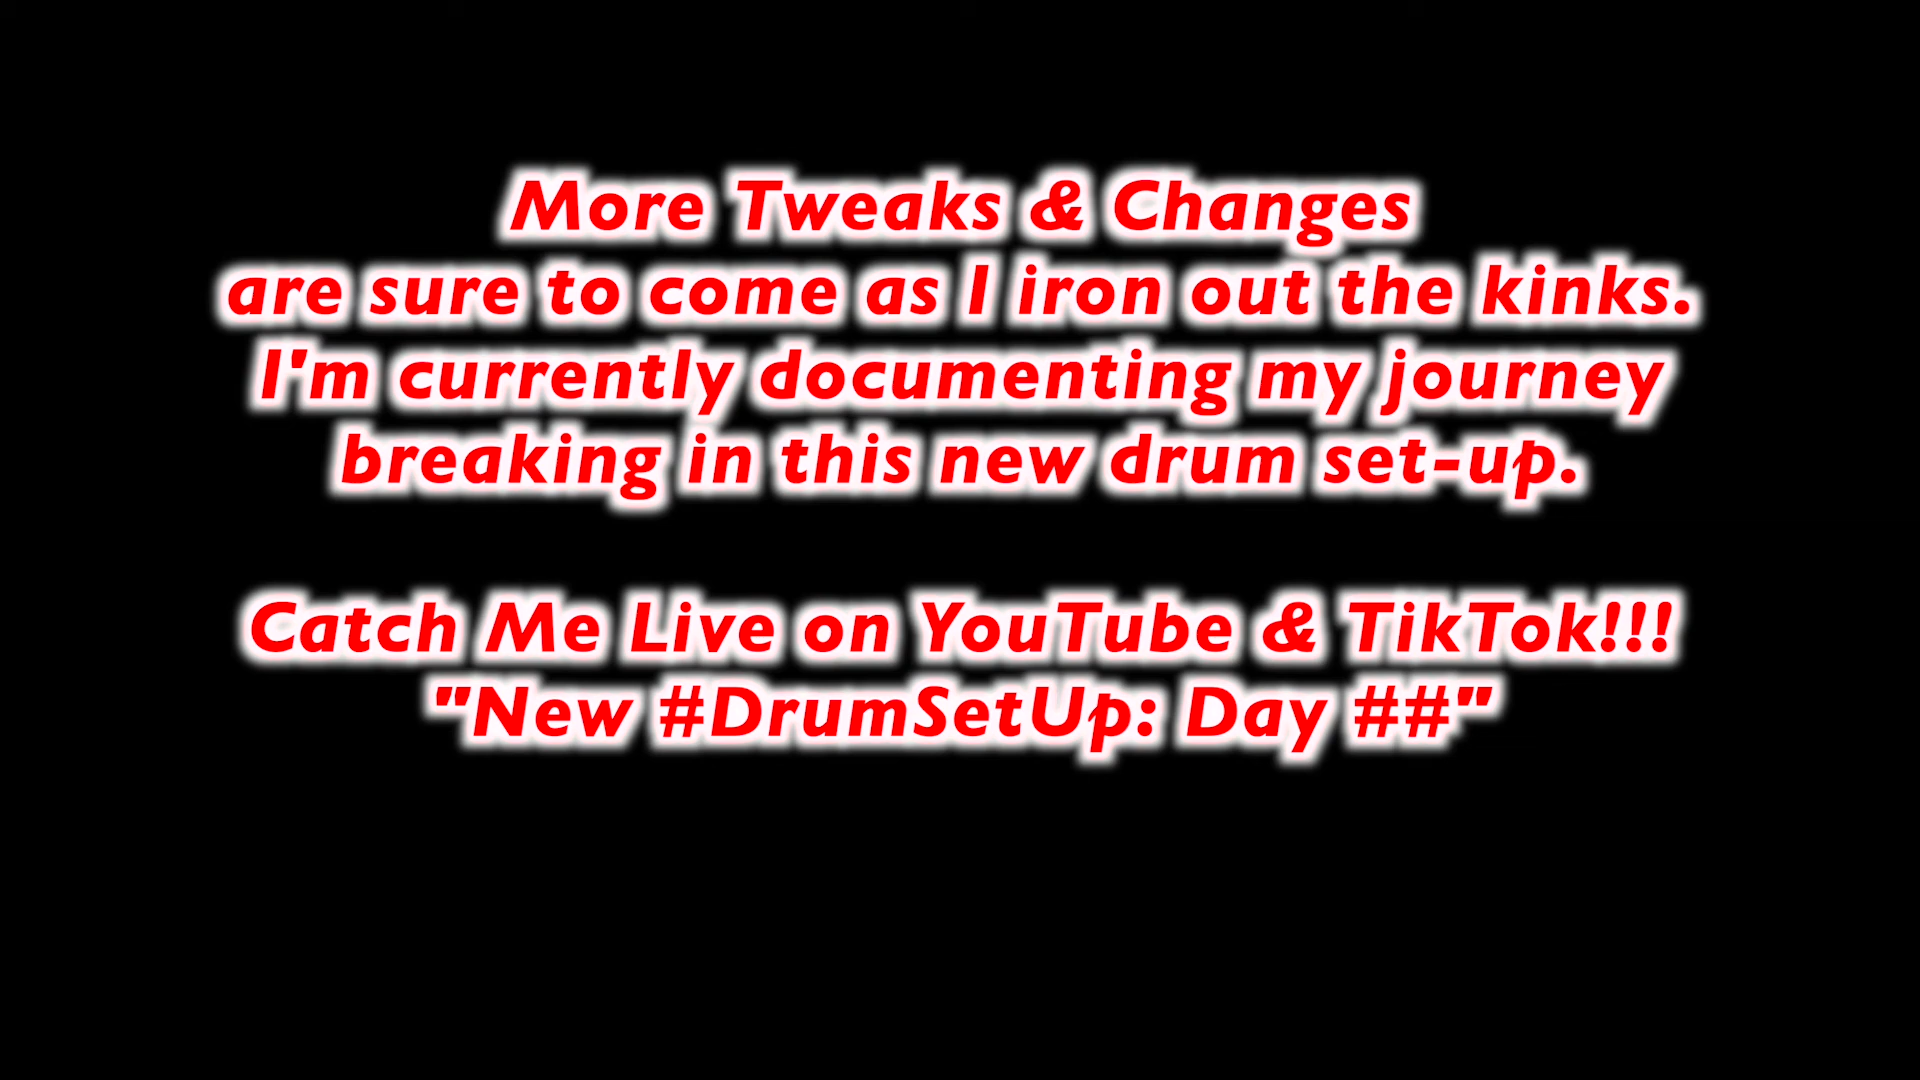 More Tweaks & Changes
are sure to come as I iron out the kinks.
I'm currently documenting my journey
breaking in this new drum set-up.
Catch Me Live on YouTube & TikTok!!!
"New #DrumSetUp: Day ##"